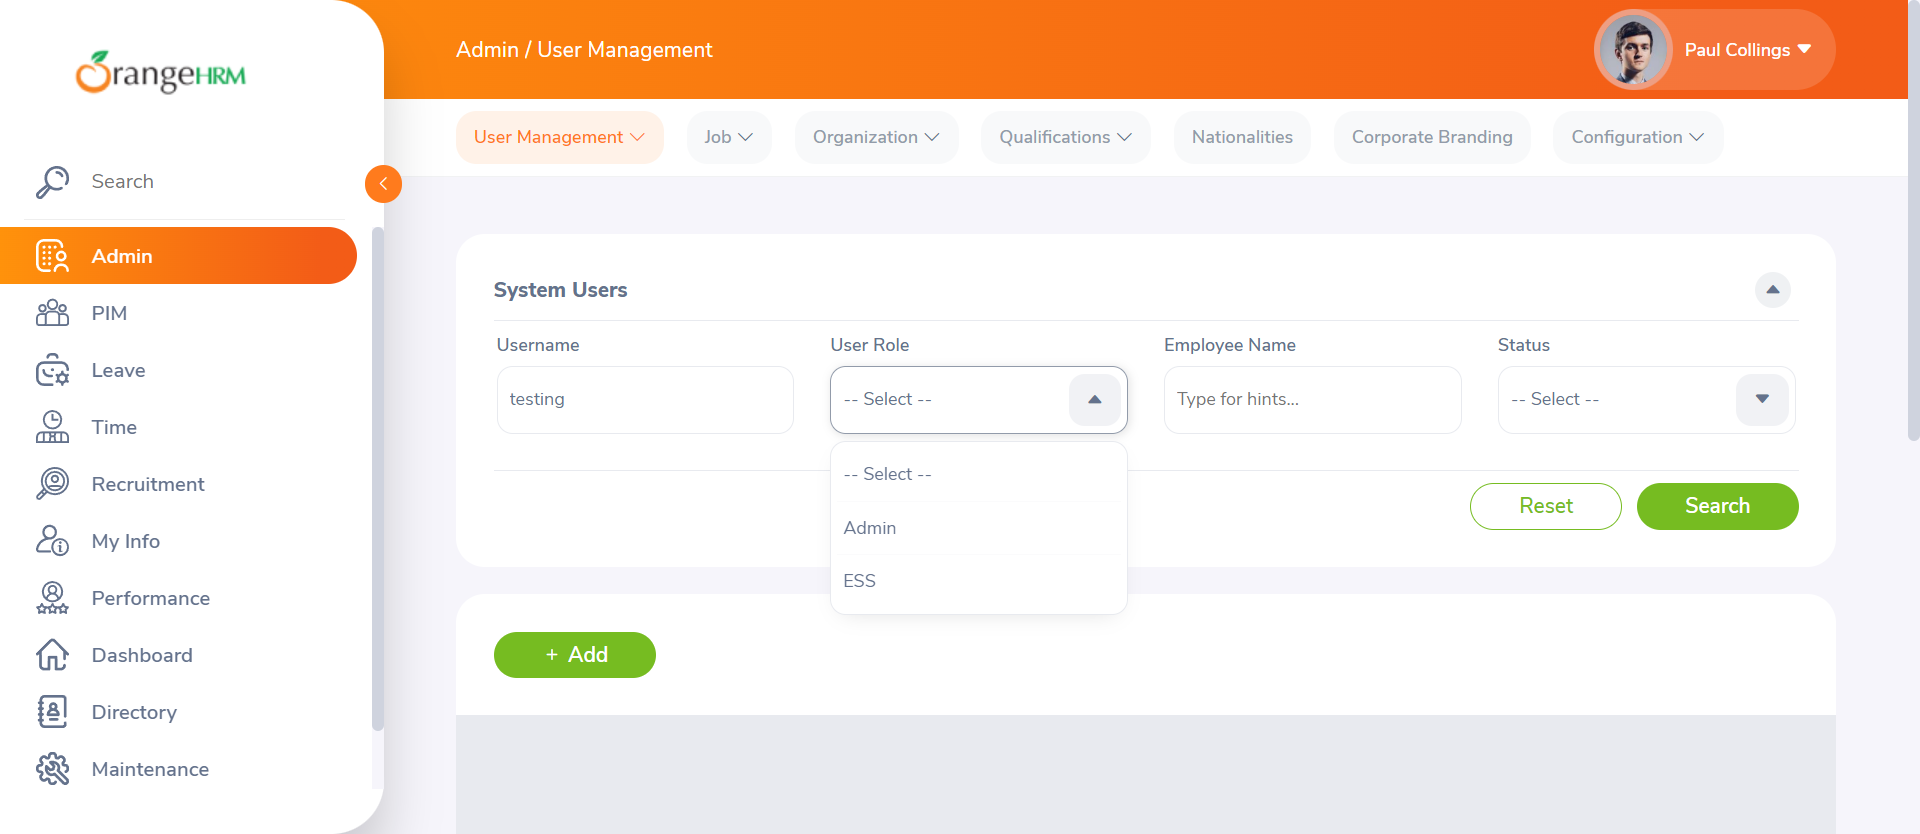 OrangeHRM
Admin / User Management
Paul Collings
User Management
Job
Organization
Qualifications
Nationalities
Corporate Branding
Configuration
Search
Admin
PIM
Leave
Time
Recruitment
My Info
Performance
Dashboard
Directory
Maintenance
System Users
Username
User Role
Employee Name
Status
testing
-- Select --
Type for hints...
-- Select --
-- Select --
Admin
ESS
Reset
Search
+ Add